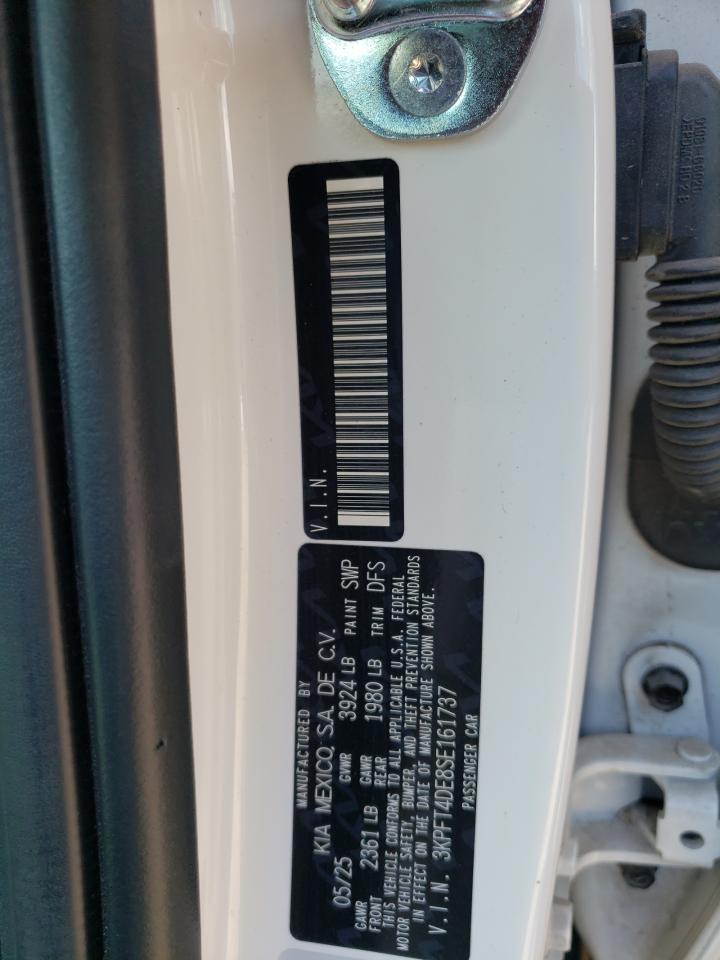 V.I.N.
MANUFACTURED BY
KIA MEXICO, S.A. DE C.V.
05/25 GVWR 3924 LB PAINT SWP
GAWR FRONT 2361 LB GAWR REAR 1980 LB TRIM DFS
THIS VEHICLE CONFORMS TO ALL APPLICABLE U.S.A. FEDERAL
MOTOR VEHICLE SAFETY, BUMPER, AND THEFT PREVENTION STANDARDS
IN EFFECT ON THE DATE OF MANUFACTURE SHOWN ABOVE.
V.I.N. 3KPFT4DE8SE161737
PASSENGER CAR